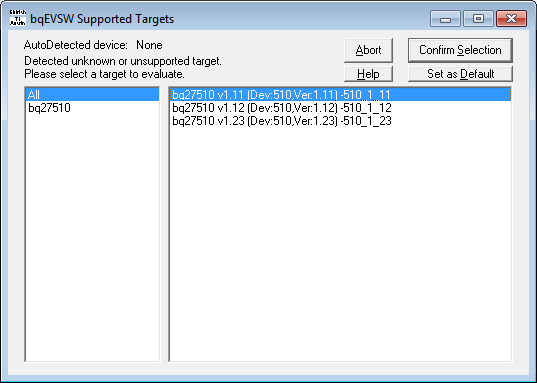 bqEVSW Supported Targets
AutoDetected device: None
Detected unknown or unsupported target.
Please select a target to evaluate.
Abort
Confirm Selection
Help
Set as Default
All
bq27510
bq27510 v1.11 (Dev:510,Ver:1.11) -510_1_11
bq27510 v1.12 (Dev:510,Ver:1.12) -510_1_12
bq27510 v1.23 (Dev:510,Ver:1.23) -510_1_23